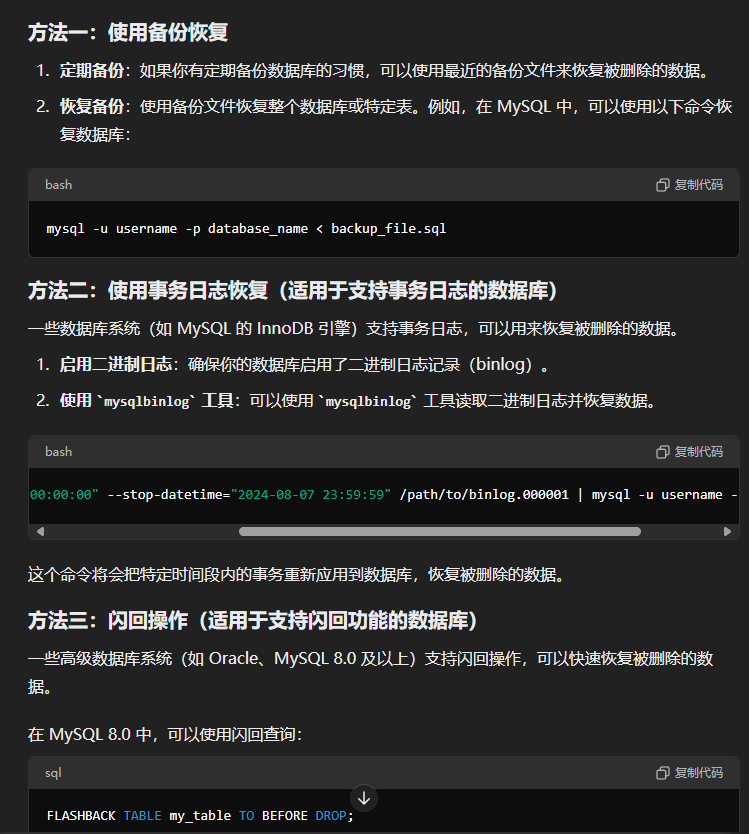 方法一：使用备份恢复
1. 定期备份：如果你有定期备份数据库的习惯，可以使用最近的备份文件来恢复被删除的数据。
2. 恢复备份：使用备份文件恢复整个数据库或特定表。例如，在 MySQL 中，可以使用以下命令恢
复数据库：
bash 复制代码
mysql -u username -p database_name < backup_file.sql
方法二：使用事务日志恢复（适用于支持事务日志的数据库）
一些数据库系统（如 MySQL 的 InnoDB 引擎）支持事务日志，可以用来恢复被删除的数据。
1. 启用二进制日志：确保你的数据库启用了二进制日志记录（binlog）。
2. 使用 `mysqlbinlog` 工具：可以使用 `mysqlbinlog` 工具读取二进制日志并恢复数据。
bash 复制代码
00:00:00" --stop-datetime="2024-08-07 23:59:59" /path/to/binlog.000001 | mysql -u username -
这个命令将会把特定时间段内的事务重新应用到数据库，恢复被删除的数据。
方法三：闪回操作（适用于支持闪回功能的数据库）
一些高级数据库系统（如 Oracle、MySQL 8.0 及以上）支持闪回操作，可以快速恢复被删除的数
据。
在 MySQL 8.0 中，可以使用闪回查询：
sql 复制代码
FLASHBACK TABLE my_table TO BEFORE DROP;